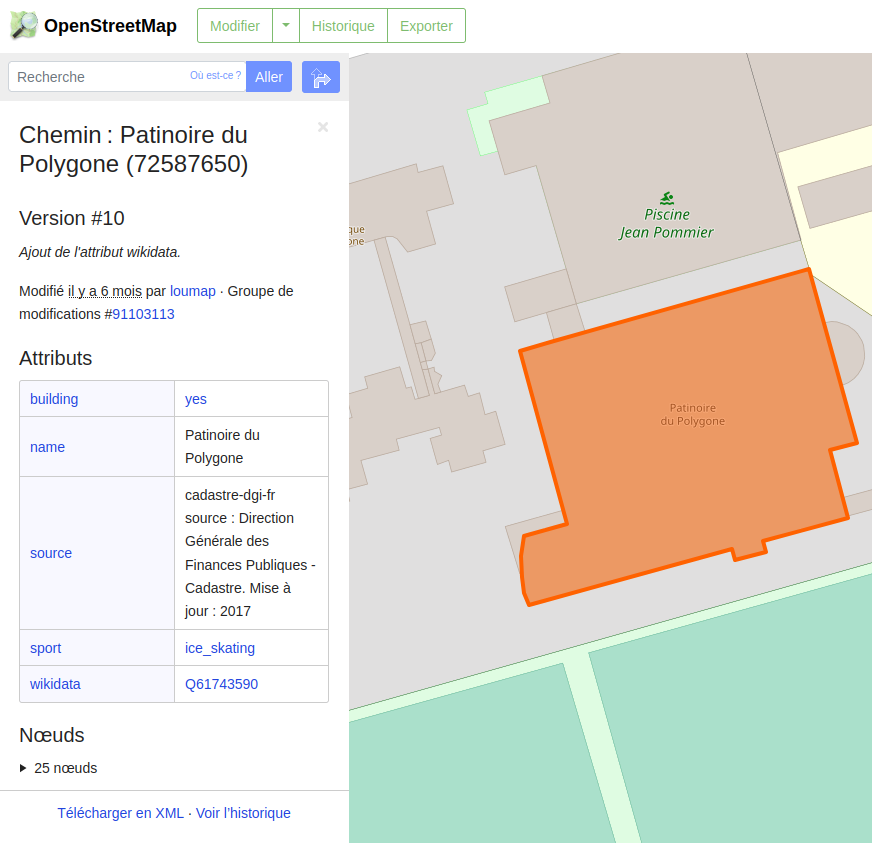 OpenStreetMap
Modifier
Historique
Exporter
Recherche
Où est-ce ?
Aller
Chemin : Patinoire du
Polygone (72587650)
×
Version #10
Ajout de l'attribut wikidata.
Modifié il y a 6 mois par loumap · Groupe de
modifications #91103113
Attributs
building yes
name Patinoire du
Polygone
source cadastre-dgi-fr
source : Direction
Générale des
Finances Publiques -
Cadastre. Mise à
jour : 2017
sport ice_skating
wikidata Q61743590
Nœuds
25 nœuds
Télécharger en XML · Voir l'historique
Piscine
Jean Pommier
que
one
Patinoire
du Polygone